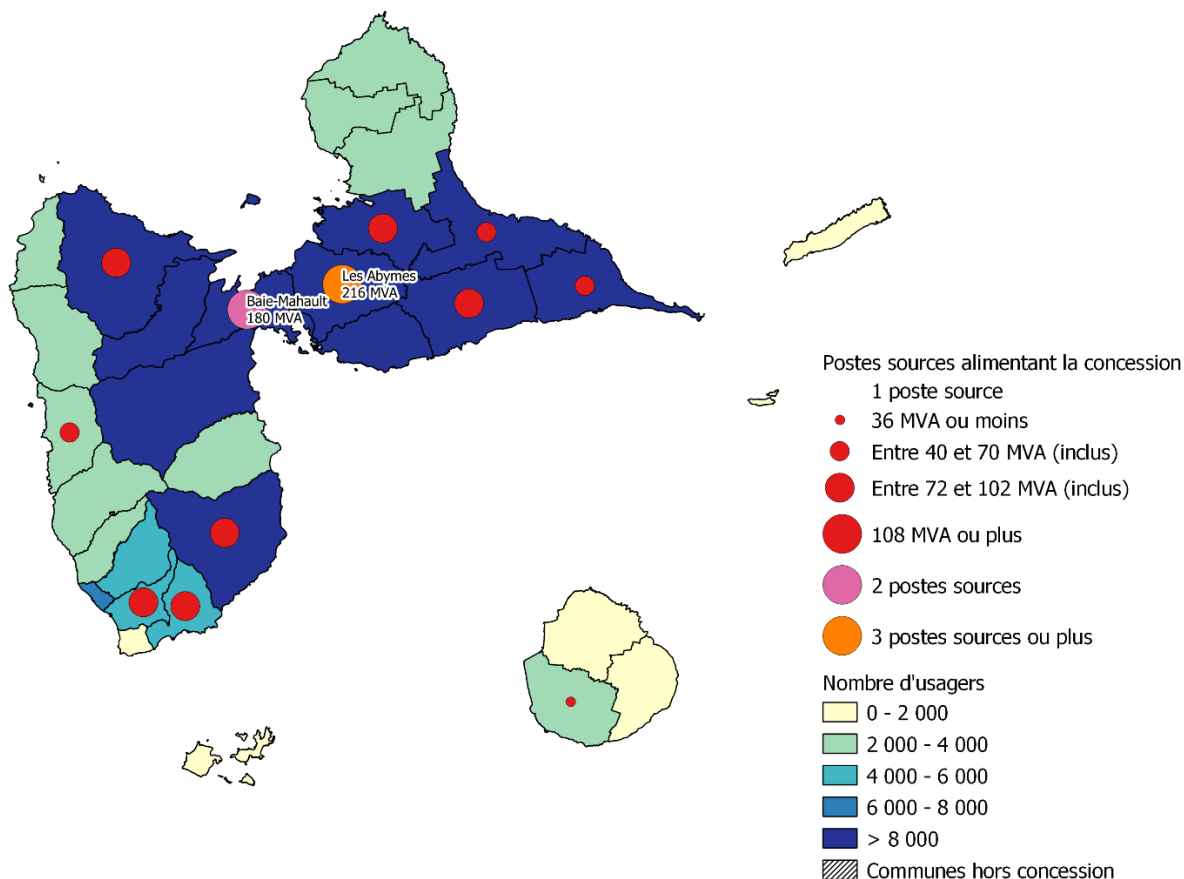 Les Abymes
216 MVA
Baie-Mahault
180 MVA
Postes sources alimentant la concession
1 poste source
36 MVA ou moins
Entre 40 et 70 MVA (inclus)
Entre 72 et 102 MVA (inclus)
108 MVA ou plus
2 postes sources
3 postes sources ou plus
Nombre d'usagers
0 - 2 000
2 000 - 4 000
4 000 - 6 000
6 000 - 8 000
> 8 000
Communes hors concession